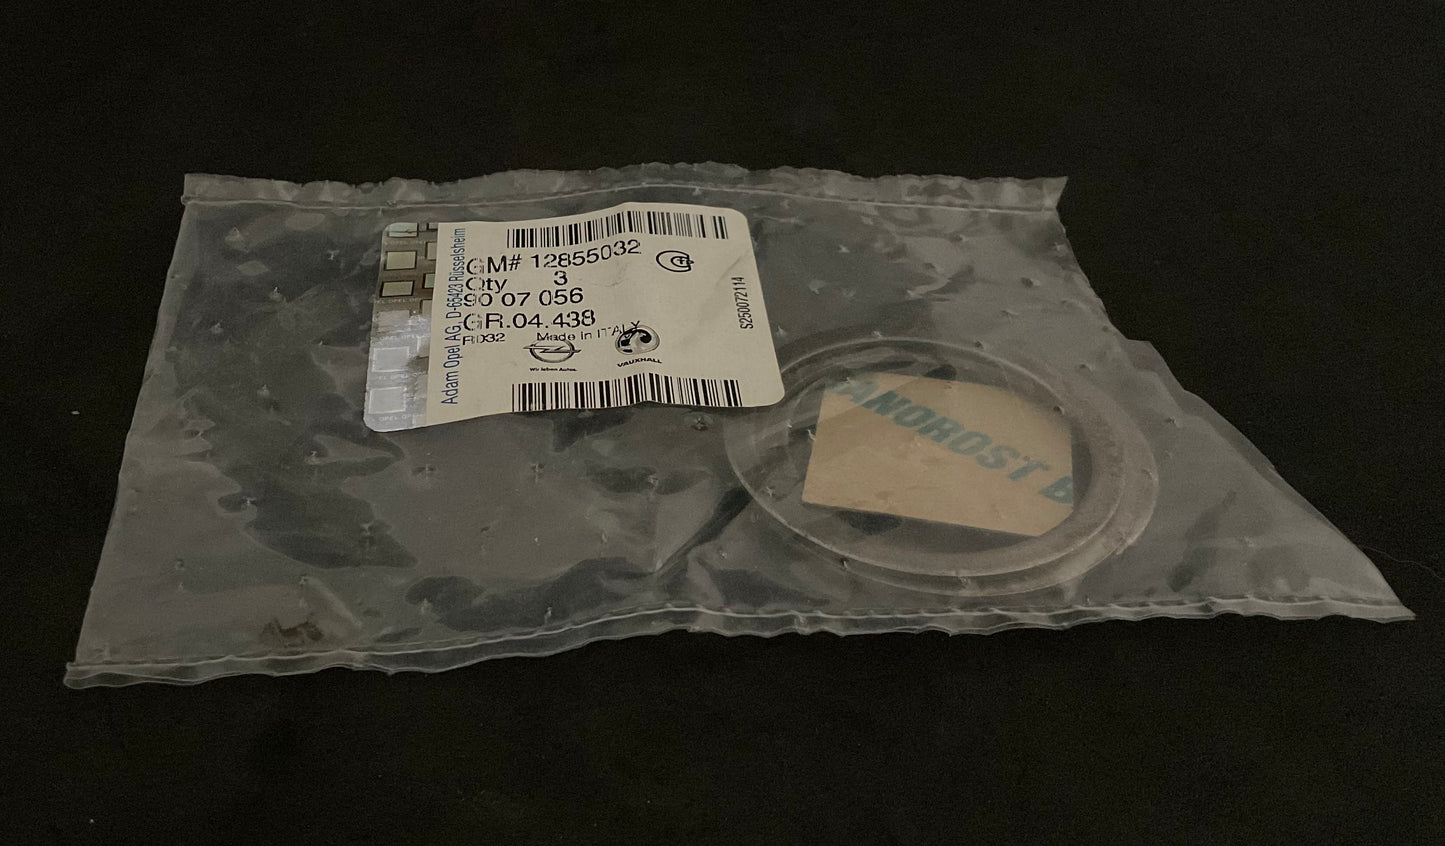 Adam Opel AG, D-65423 Rüsselsheim
GM# 12855032
Qty 3
90 07 056
GR.04.438
RD32 Made in ITALY
Wir leben Autos.
VAUXHALL
S250072114
ANOROST B